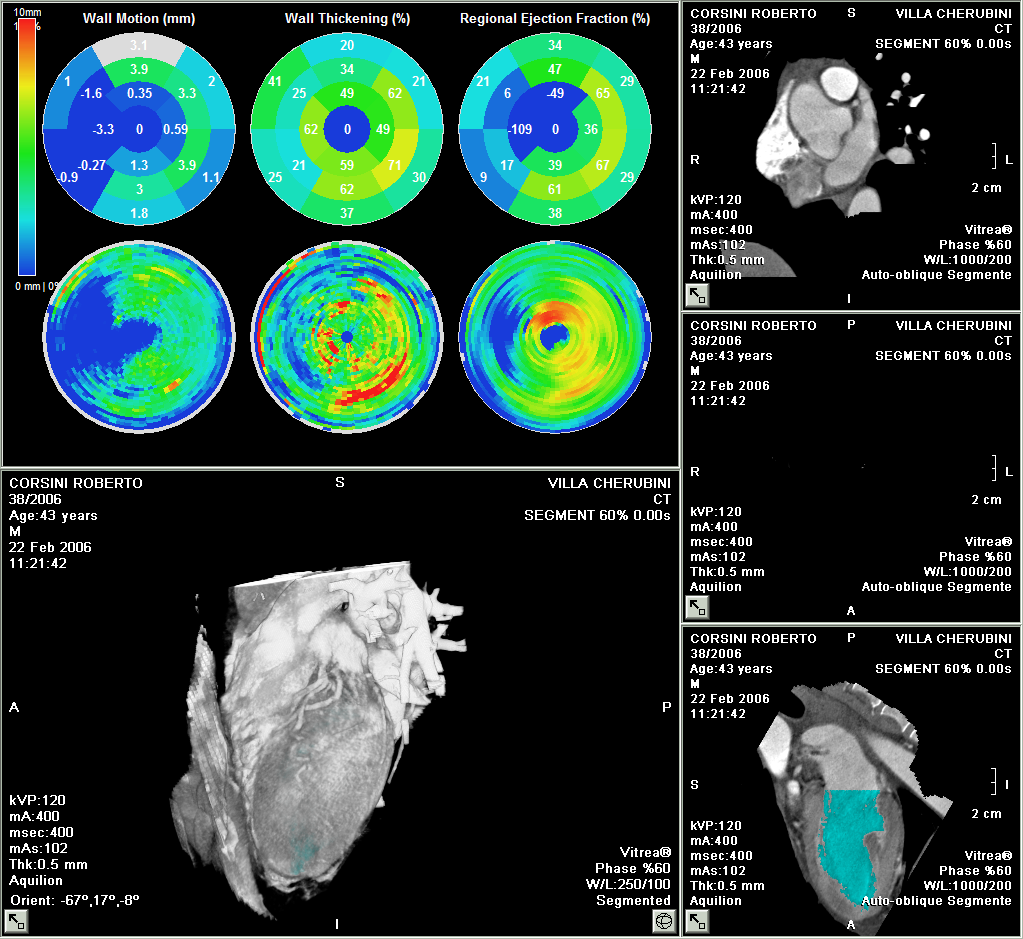 10mm
Wall Motion (mm)
Wall Thickening (%)
Regional Ejection Fraction (%)
3.1
1
3.9
2
-1.6
0.35
3.3
-3.3
0
0.59
-0.27
1.3
3.9
-0.9
3
1.1
1.8
20
41
34
21
25
49
62
62
0
49
21
59
71
25
62
30
37
34
21
47
29
6
-49
65
-109
0
36
17
39
67
9
61
29
38
0 mm | 0%
CORSINI ROBERTO
S
VILLA CHERUBINI
38/2006
CT
Age:43 years
SEGMENT 60% 0.00s
M
22 Feb 2006
11:21:42
R
L
2 cm
kVP:120
mA:400
msec:400
Vitrea®
mAs:102
Phase %60
Thk:0.5 mm
W/L:1000/200
Aquilion
Auto-oblique Segmente
I
CORSINI ROBERTO
P
VILLA CHERUBINI
38/2006
CT
Age:43 years
SEGMENT 60% 0.00s
M
22 Feb 2006
11:21:42
R
L
2 cm
kVP:120
mA:400
msec:400
Vitrea®
mAs:102
Phase %60
Thk:0.5 mm
W/L:1000/200
Aquilion
Auto-oblique Segmente
A
CORSINI ROBERTO
S
VILLA CHERUBINI
38/2006
CT
Age:43 years
SEGMENT 60% 0.00s
M
22 Feb 2006
11:21:42
A
P
kVP:120
mA:400
msec:400
mAs:102
Vitrea®
Thk:0.5 mm
Phase %60
Aquilion
W/L:250/100
Orient: -67°,17°,-8°
Segmented
I
CORSINI ROBERTO
P
VILLA CHERUBINI
38/2006
CT
Age:43 years
SEGMENT 60% 0.00s
M
22 Feb 2006
11:21:42
S
I
2 cm
kVP:120
mA:400
msec:400
Vitrea®
mAs:102
Phase %60
Thk:0.5 mm
W/L:1000/200
Aquilion
Auto-oblique Segmente
A